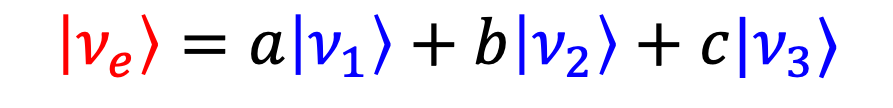 |νₑ⟩ = a|ν₁⟩ + b|ν₂⟩ + c|ν₃⟩